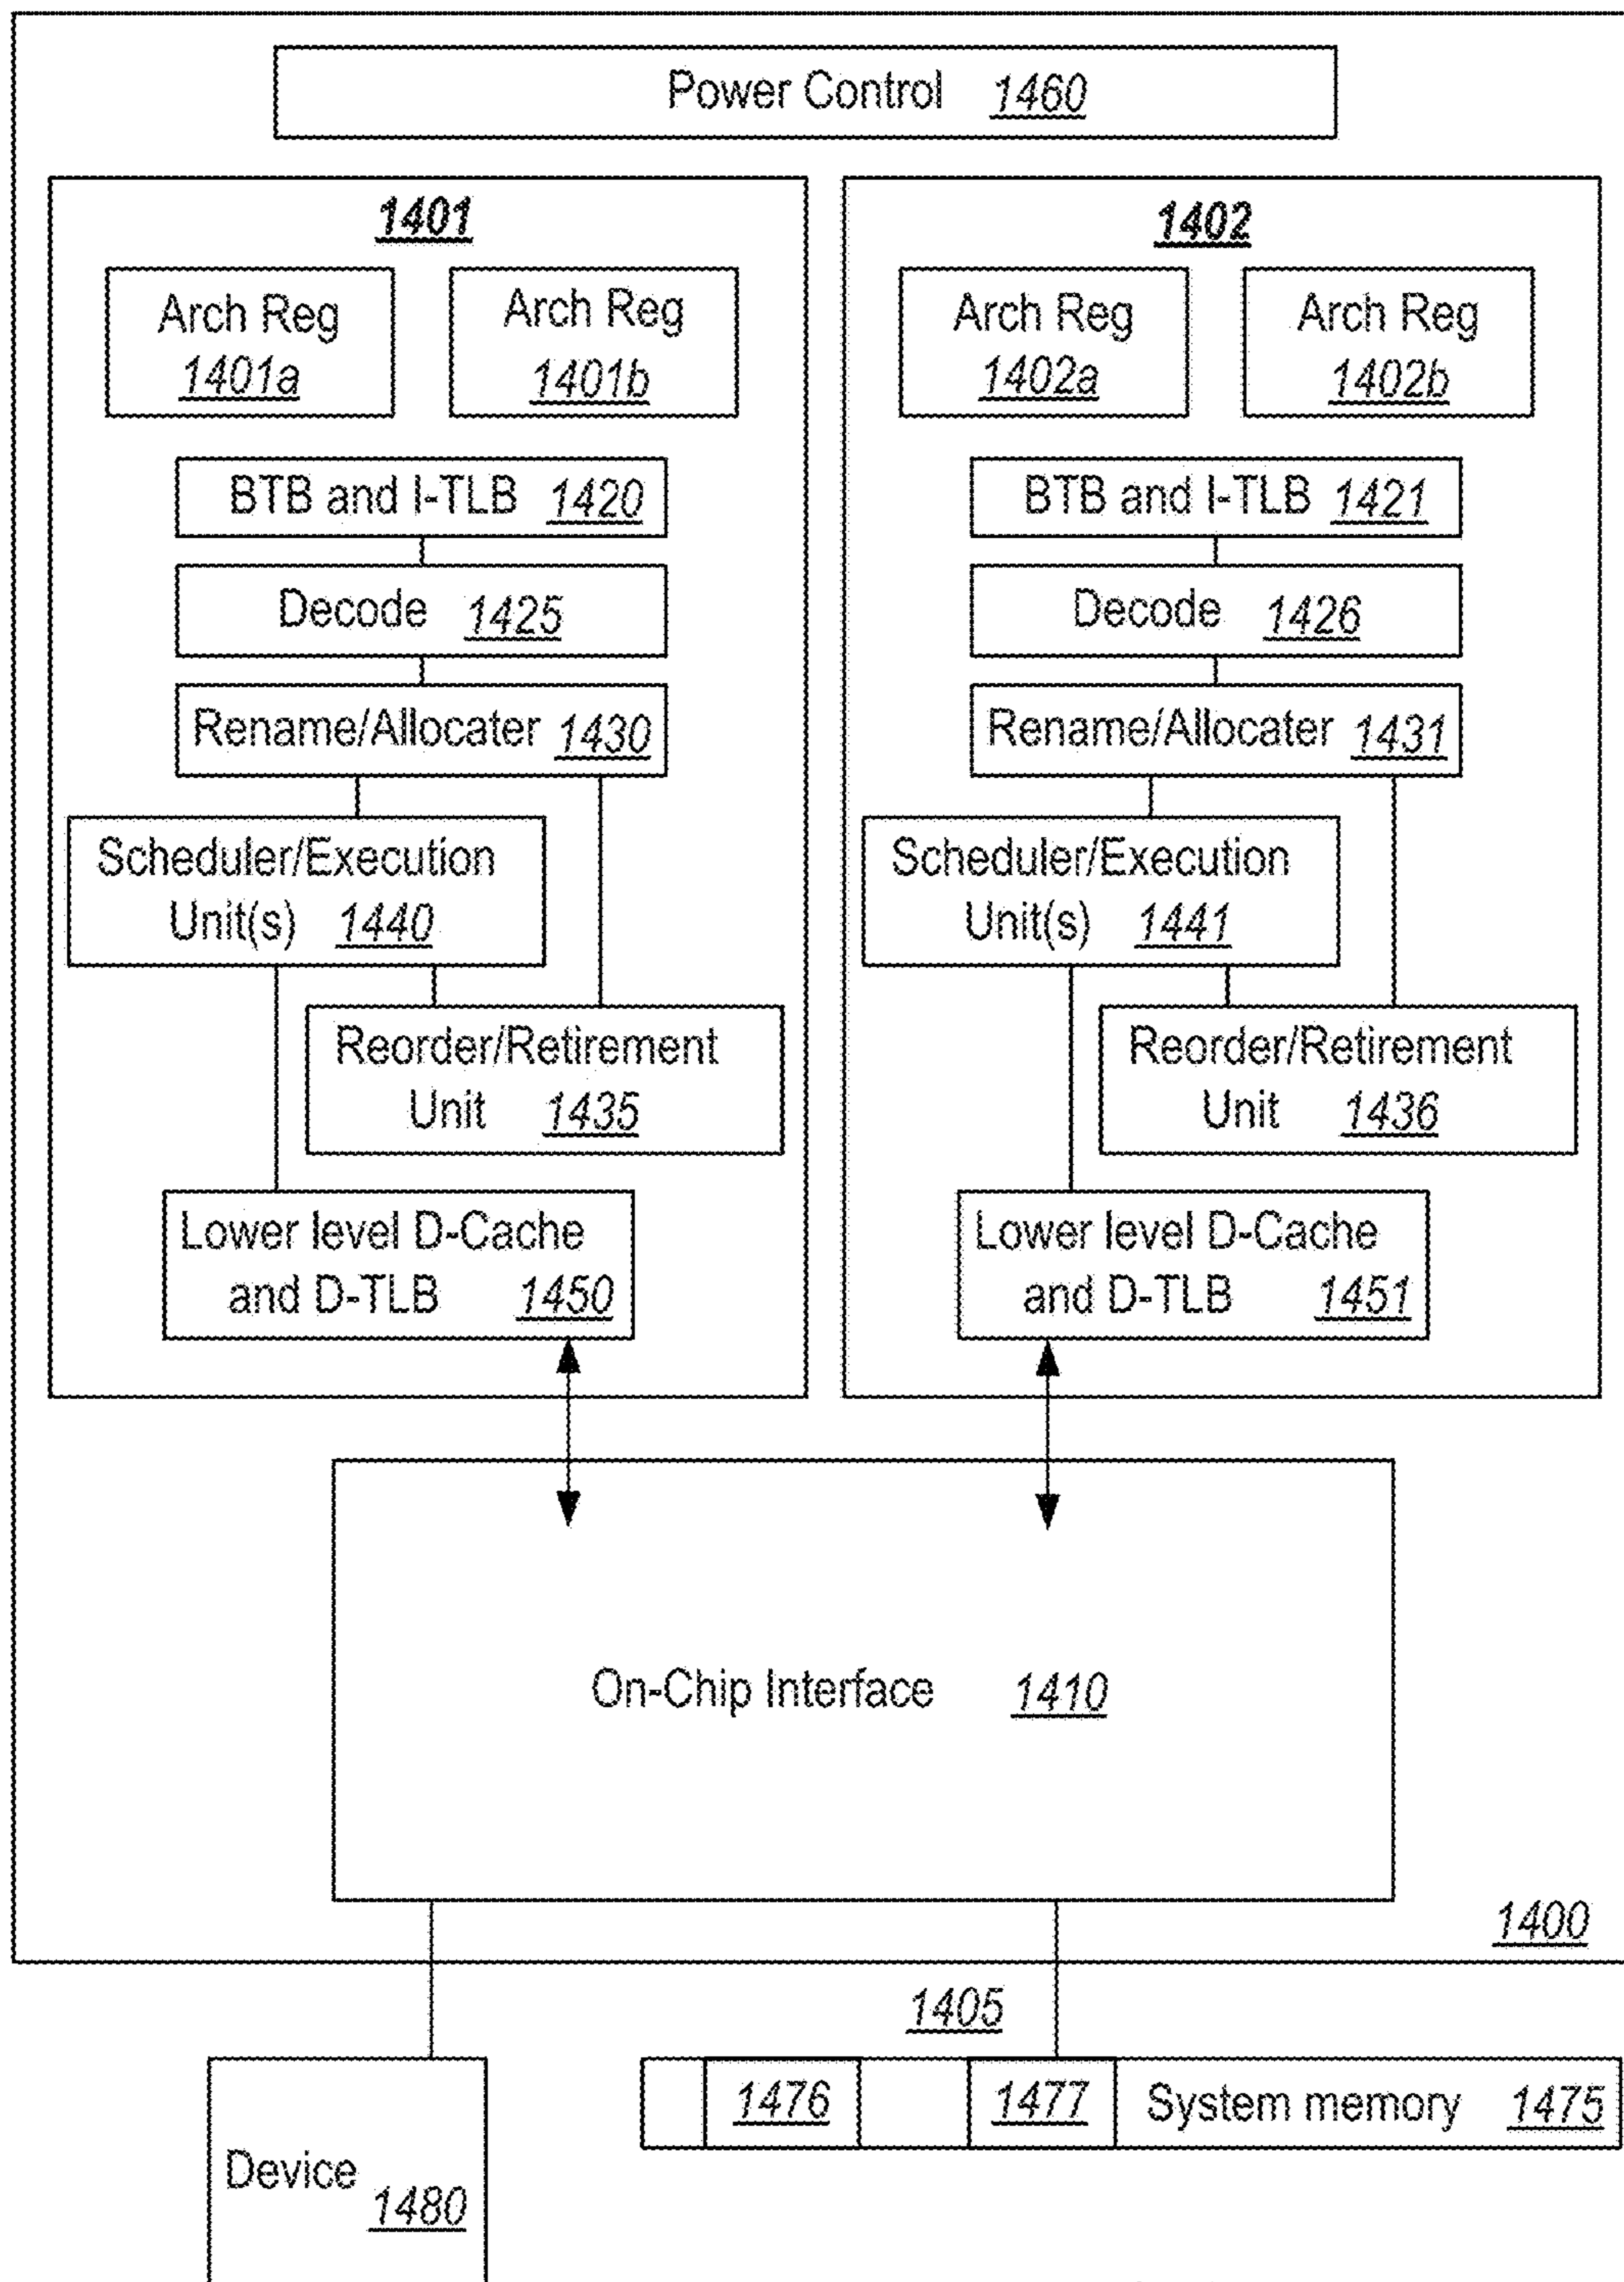 Power Control 1460
1401
Arch Reg
1401a
Arch Reg
1401b
BTB and I-TLB 1420
Decode 1425
Rename/Allocater 1430
Scheduler/Execution
Unit(s) 1440
Reorder/Retirement
Unit 1435
Lower level D-Cache
and D-TLB 1450
1402
Arch Reg
1402a
Arch Reg
1402b
BTB and I-TLB 1421
Decode 1426
Rename/Allocater 1431
Scheduler/Execution
Unit(s) 1441
Reorder/Retirement
Unit 1436
Lower level D-Cache
and D-TLB 1451
On-Chip Interface 1410
1400
1405
1476 1477 System memory 1475
Device 1480